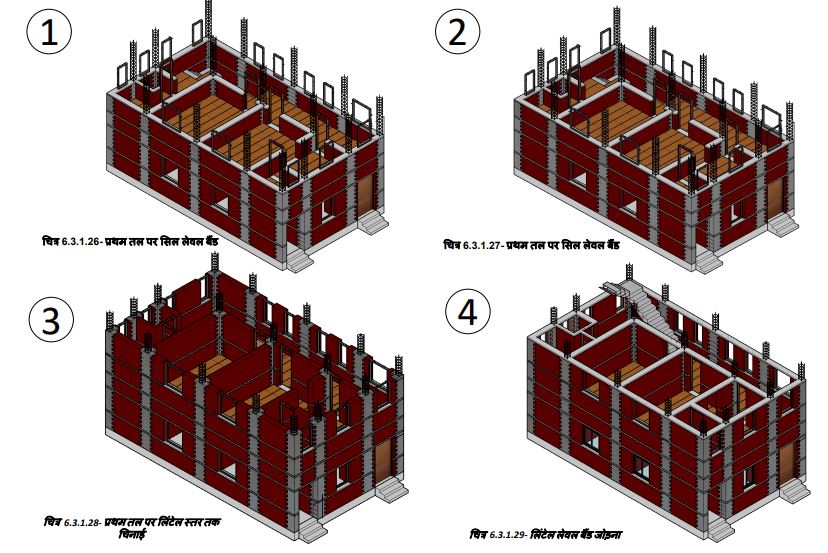 1
2
चित्र 6.3.1.26- प्रथम तल पर सिल लेवल बैंड
चित्र 6.3.1.27- प्रथम तल पर सिल लेवल बैंड
3
4
चित्र 6.3.1.28- प्रथम तल पर लिंटेल स्तर तक
चिनाई
चित्र 6.3.1.29- लिंटेल लेवल बैंड जोड़ना